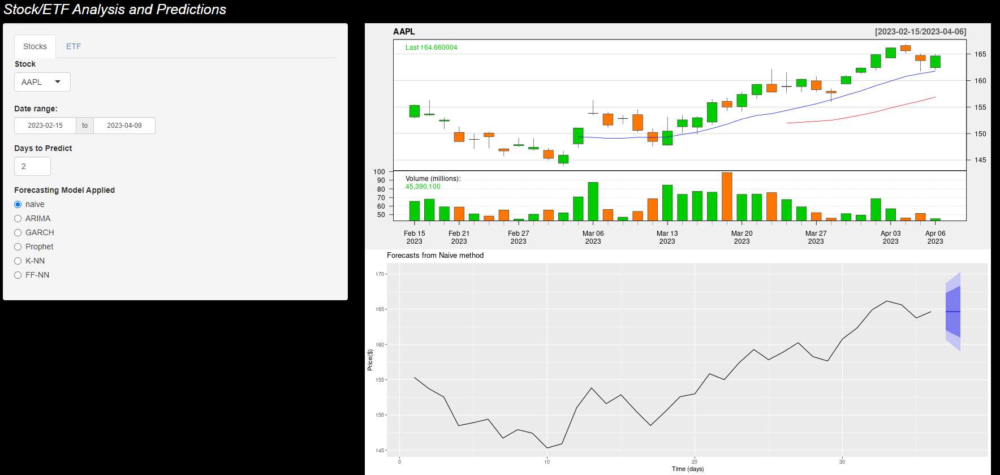 Stock/ETF Analysis and Predictions
Stocks ETF
Stock
AAPL
Date range:
2023-02-15 to 2023-04-09
Days to Predict
2
Forecasting Model Applied
naive
ARIMA
GARCH
Prophet
K-NN
FF-NN
AAPL [2023-02-15/2023-04-06]
Last 164.660004
165
160
155
150
145
Volume (millions):
45,390,100
100
90
80
70
60
50
Feb 15 Feb 21 Feb 27 Mar 06 Mar 13 Mar 20 Mar 27 Apr 03 Apr 06
2023 2023 2023 2023 2023 2023 2023 2023 2023
Forecasts from Naive method
170
165
160
155
150
145
Price($)
0 10 20 30
Time (days)